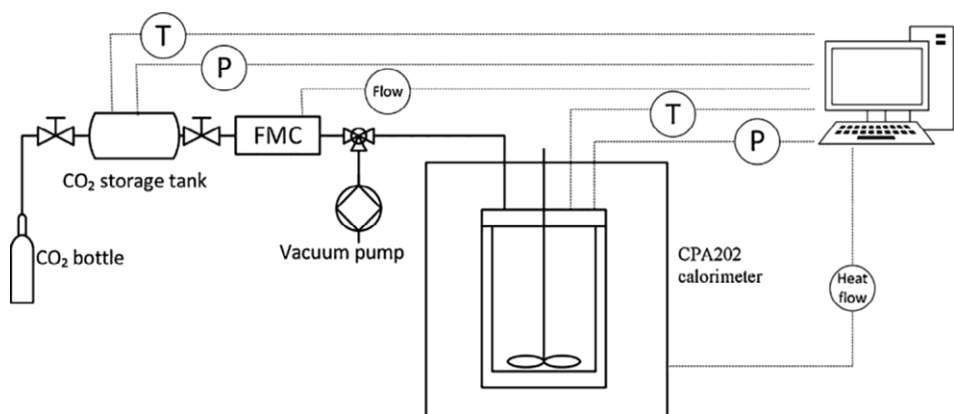 T
P
Flow
T
FMC
P
CO₂ storage tank
Vacuum pump
CO₂ bottle
CPA202
calorimeter
Heat
flow